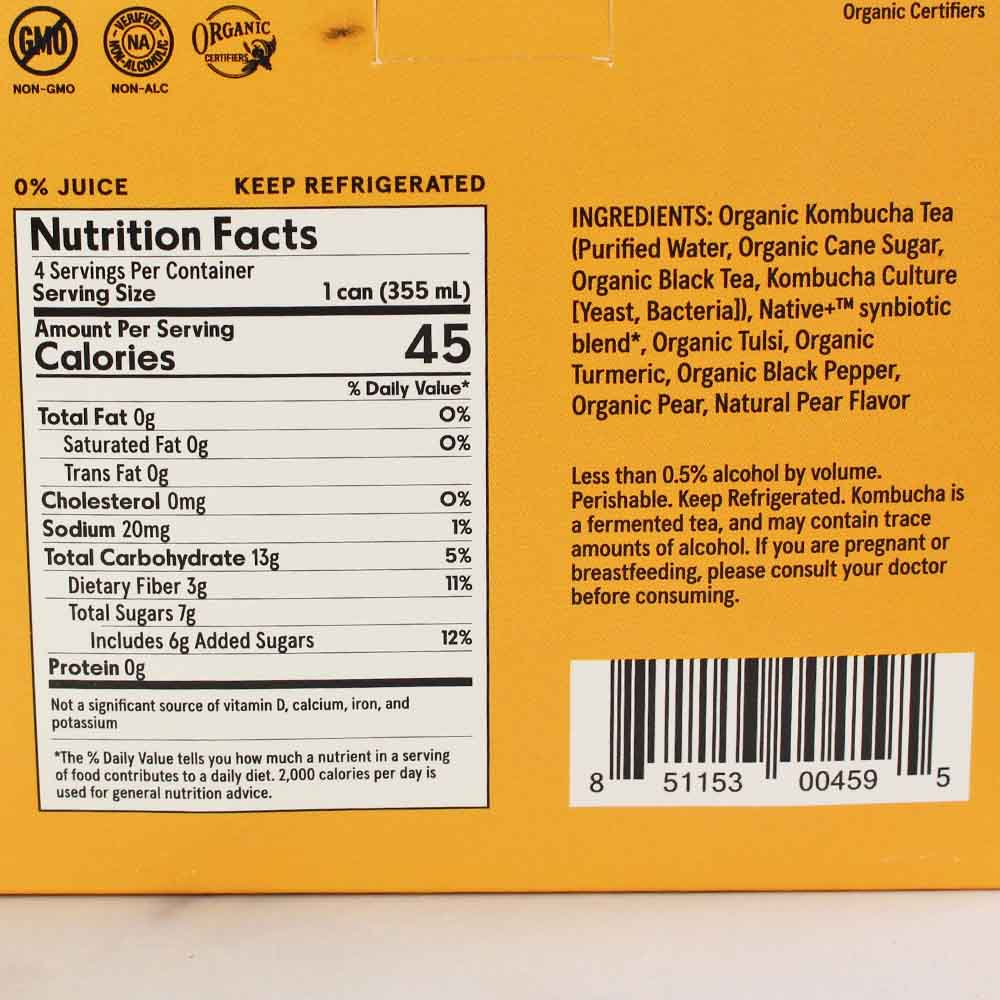 GMO
NON-GMO
VERIFIED
NA
NON-ALCOHOLIC
NON-ALC
ORGANIC
CERTIFIERS
Organic Certifiers
0% JUICE
KEEP REFRIGERATED
Nutrition Facts
4 Servings Per Container
Serving Size 1 can (355 mL)
Amount Per Serving
Calories 45
% Daily Value*
Total Fat 0g 0%
Saturated Fat 0g 0%
Trans Fat 0g
Cholesterol 0mg 0%
Sodium 20mg 1%
Total Carbohydrate 13g 5%
Dietary Fiber 3g 11%
Total Sugars 7g
Includes 6g Added Sugars 12%
Protein 0g
Not a significant source of vitamin D, calcium, iron, and
potassium
*The % Daily Value tells you how much a nutrient in a serving
of food contributes to a daily diet. 2,000 calories per day is
used for general nutrition advice.
INGREDIENTS: Organic Kombucha Tea
(Purified Water, Organic Cane Sugar,
Organic Black Tea, Kombucha Culture
[Yeast, Bacteria]), Native+™ synbiotic
blend*, Organic Tulsi, Organic
Turmeric, Organic Black Pepper,
Organic Pear, Natural Pear Flavor
Less than 0.5% alcohol by volume.
Perishable. Keep Refrigerated. Kombucha is
a fermented tea, and may contain trace
amounts of alcohol. If you are pregnant or
breastfeeding, please consult your doctor
before consuming.
8 51153 00459 5